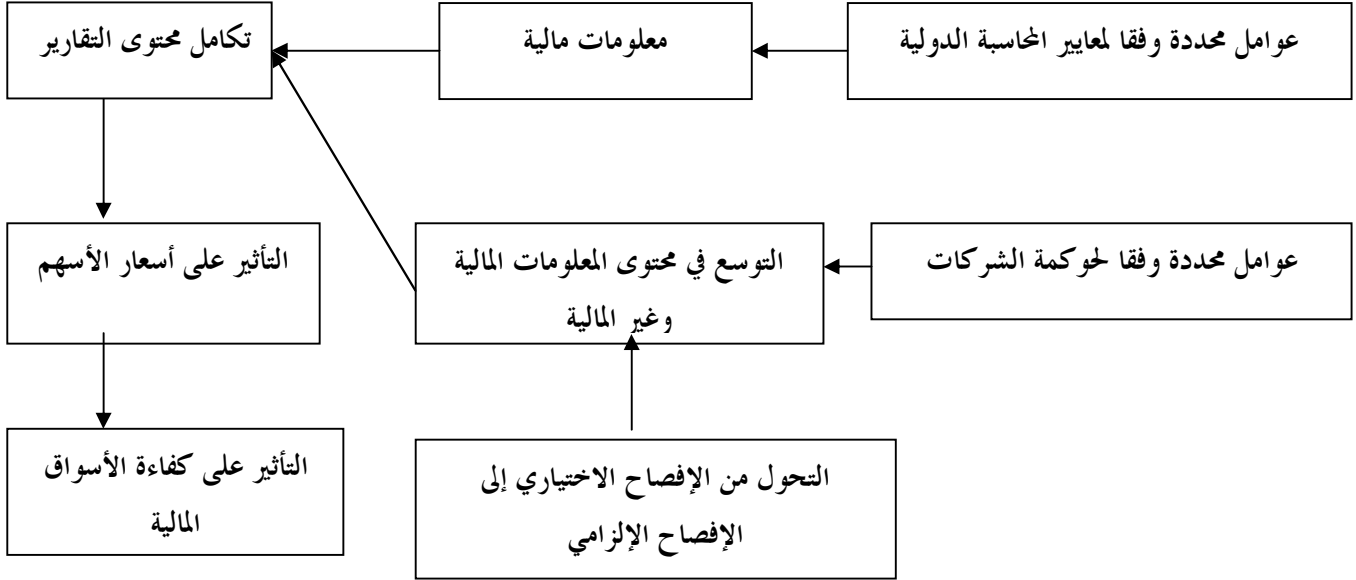 عوامل محددة وفقا لمعايير المحاسبة الدولية
معلومات مالية
تكامل محتوى التقارير
عوامل محددة وفقا لحوكمة الشركات
التوسع في محتوى المعلومات المالية
وغير المالية
التأثير على أسعار الأسهم
التحول من الإفصاح الاختياري إلى
الإفصاح الإلزامي
التأثير على كفاءة الأسواق
المالية